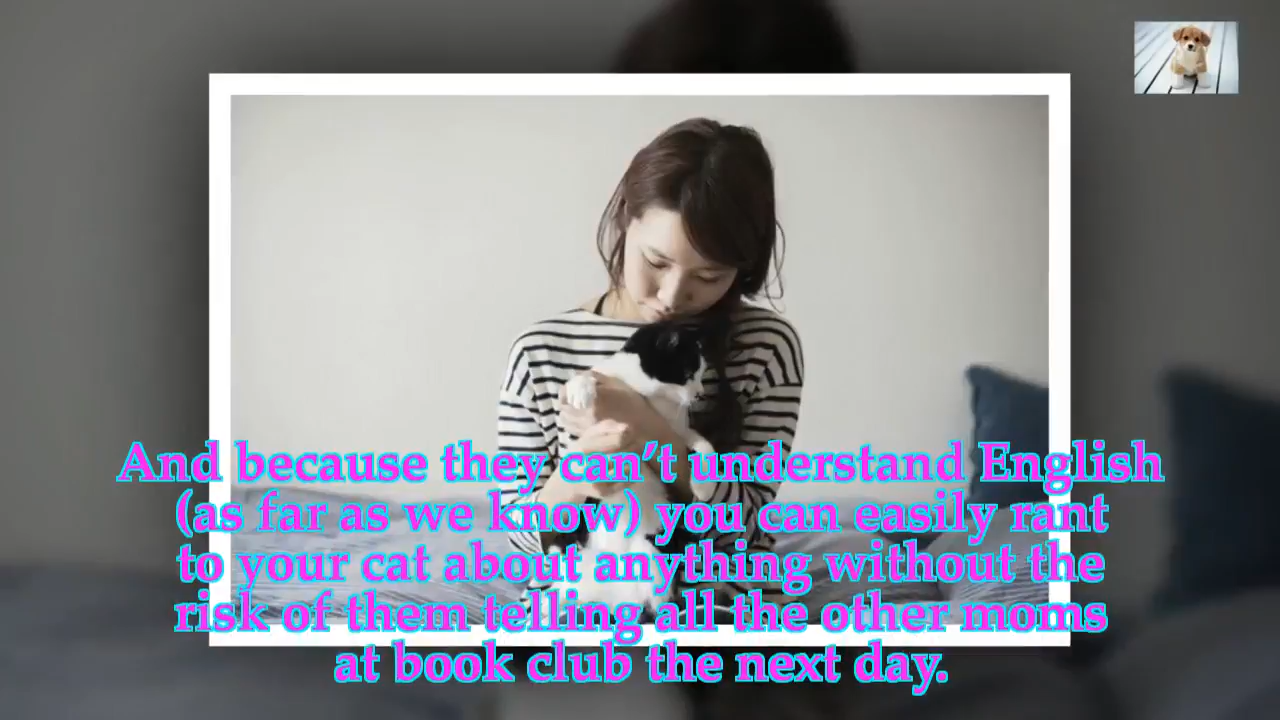 And because they can’t understand English
(as far as we know) you can easily rant
to your cat about anything without the
risk of them telling all the other moms
at book club the next day.